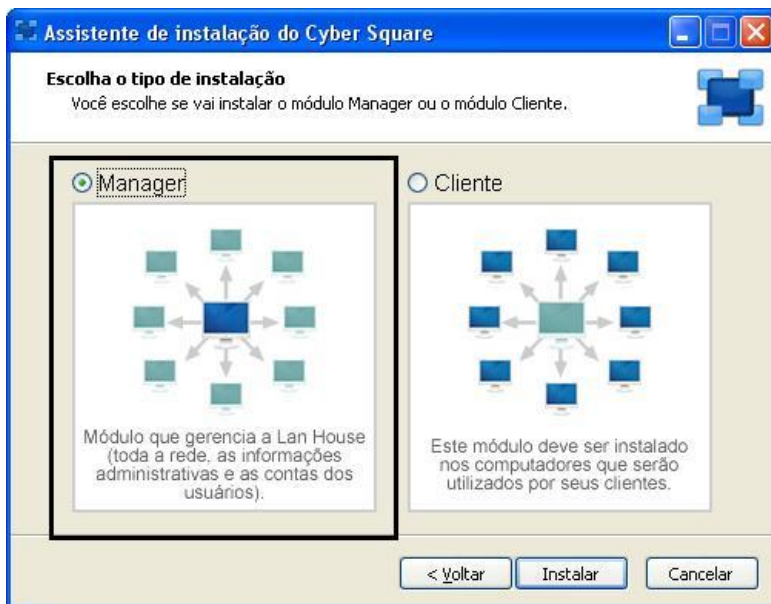 Assistente de instalação do Cyber Square
Escolha o tipo de instalação
Você escolhe se vai instalar o módulo Manager ou o módulo Cliente.
Manager
Módulo que gerencia a Lan House
(toda a rede, as informações
administrativas e as contas dos
usuários).
Cliente
Este módulo deve ser instalado
nos computadores que serão
utilizados por seus clientes.
< Voltar
Instalar
Cancelar